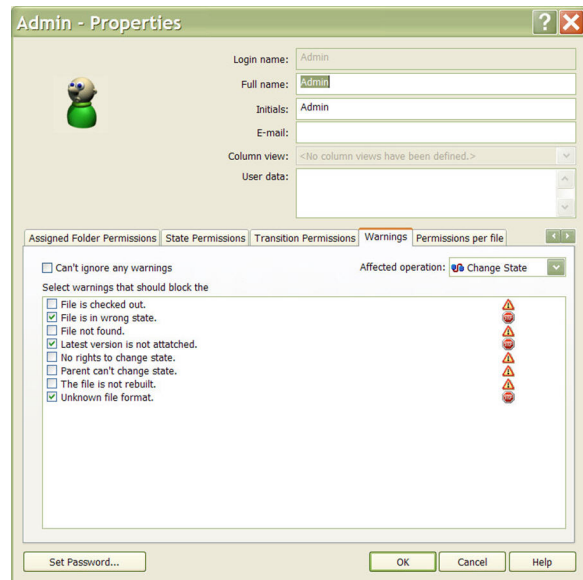 Admin - Properties
Login name: Admin
Full name: Admin
Initials: Admin
E-mail:
Column view: <No column views have been defined.>
User data:
Assigned Folder Permissions State Permissions Transition Permissions Warnings Permissions per file
Can't ignore any warnings Affected operation: Change State
Select warnings that should block the
File is checked out.
File is in wrong state.
File not found.
Latest version is not attatched.
No rights to change state.
Parent can't change state.
The file is not rebuilt.
Unknown file format.
Set Password... OK Cancel Help